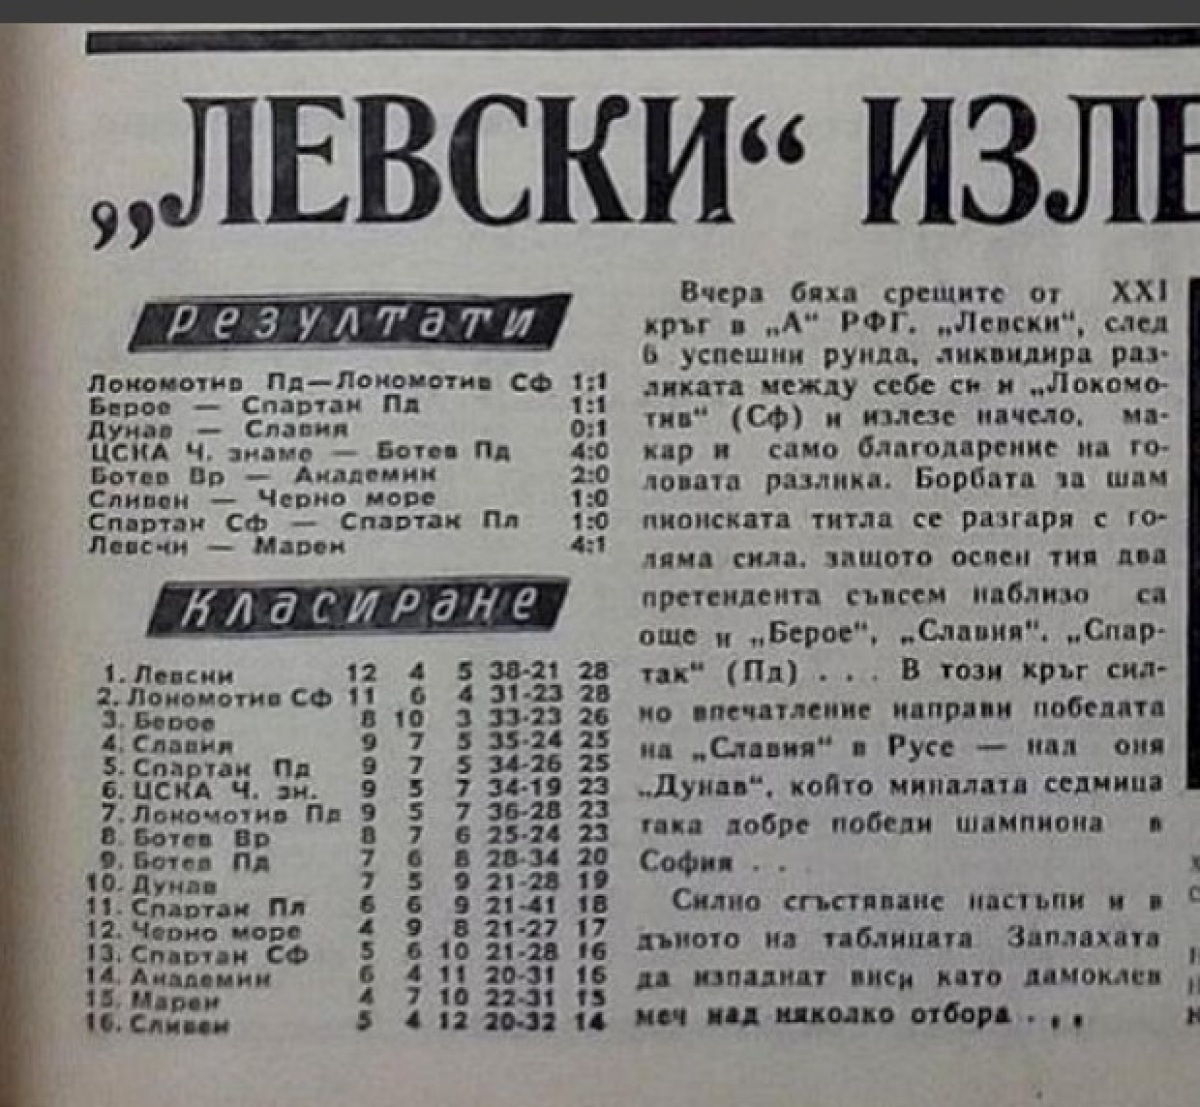 „ЛЕВСКИ“ ИЗЛЕ
Резултати
Локомотив Пд—Локомотив Сф 1:1
Берое — Спартак Пд 1:1
Дунав — Славия 0:1
ЦСКА Ч. знаме — Ботев Пд 4:0
Ботев Вр — Академик 2:0
Сливен — Черно море 1:0
Спартак Сф — Спартак Пл 1:0
Левски — Марек 4:1
Класиране
1. Левски 12 4 5 38-21 28
2. Локомотив Сф 11 6 4 31-23 28
3. Берое 8 10 3 33-23 26
4. Славия 9 7 5 35-24 25
5. Спартак Пд 9 7 5 34-26 25
6. ЦСКА Ч. зн. 9 5 7 34-19 23
7. Локомотив Пд 9 5 7 36-28 23
8. Ботев Вр 8 7 6 25-24 23
9. Ботев Пд 7 6 8 28-34 20
10. Дунав 7 5 9 21-28 19
11. Спартак Пл 6 6 9 21-41 18
12. Черно море 4 9 8 21-27 17
13. Спартак Сф 5 6 10 21-28 16
14. Академик 6 4 11 20-31 16
15. Марек 4 7 10 22-31 15
16. Сливен 5 4 12 20-32 14
Вчера бяха срещите от XXI
кръг в „А“ РФГ. „Левски“, след
6 успешни рунда, ликвидира раз-
ликата между себе си и „Локомо-
тив“ (Сф) и излезе начело, ма-
кар и само благодарение на го-
ловата разлика. Борбата за шам
пионската титла се разгаря с го-
ляма сила, защото освен тия два
претендента съвсем наблизо са
още и „Берое“, „Славия“, „Спар-
так“ (Пд) . . . В този кръг сил-
но впечатление направи победата
на „Славия“ в Русе — над оня
„Дунав“, който миналата седмица
така добре победи шампиона в
София . .
Силно сгъстяване настъпи и в
дъното на таблицата Заплахата
да изпаднат виси като дамоклев
меч над няколко отбора . . .